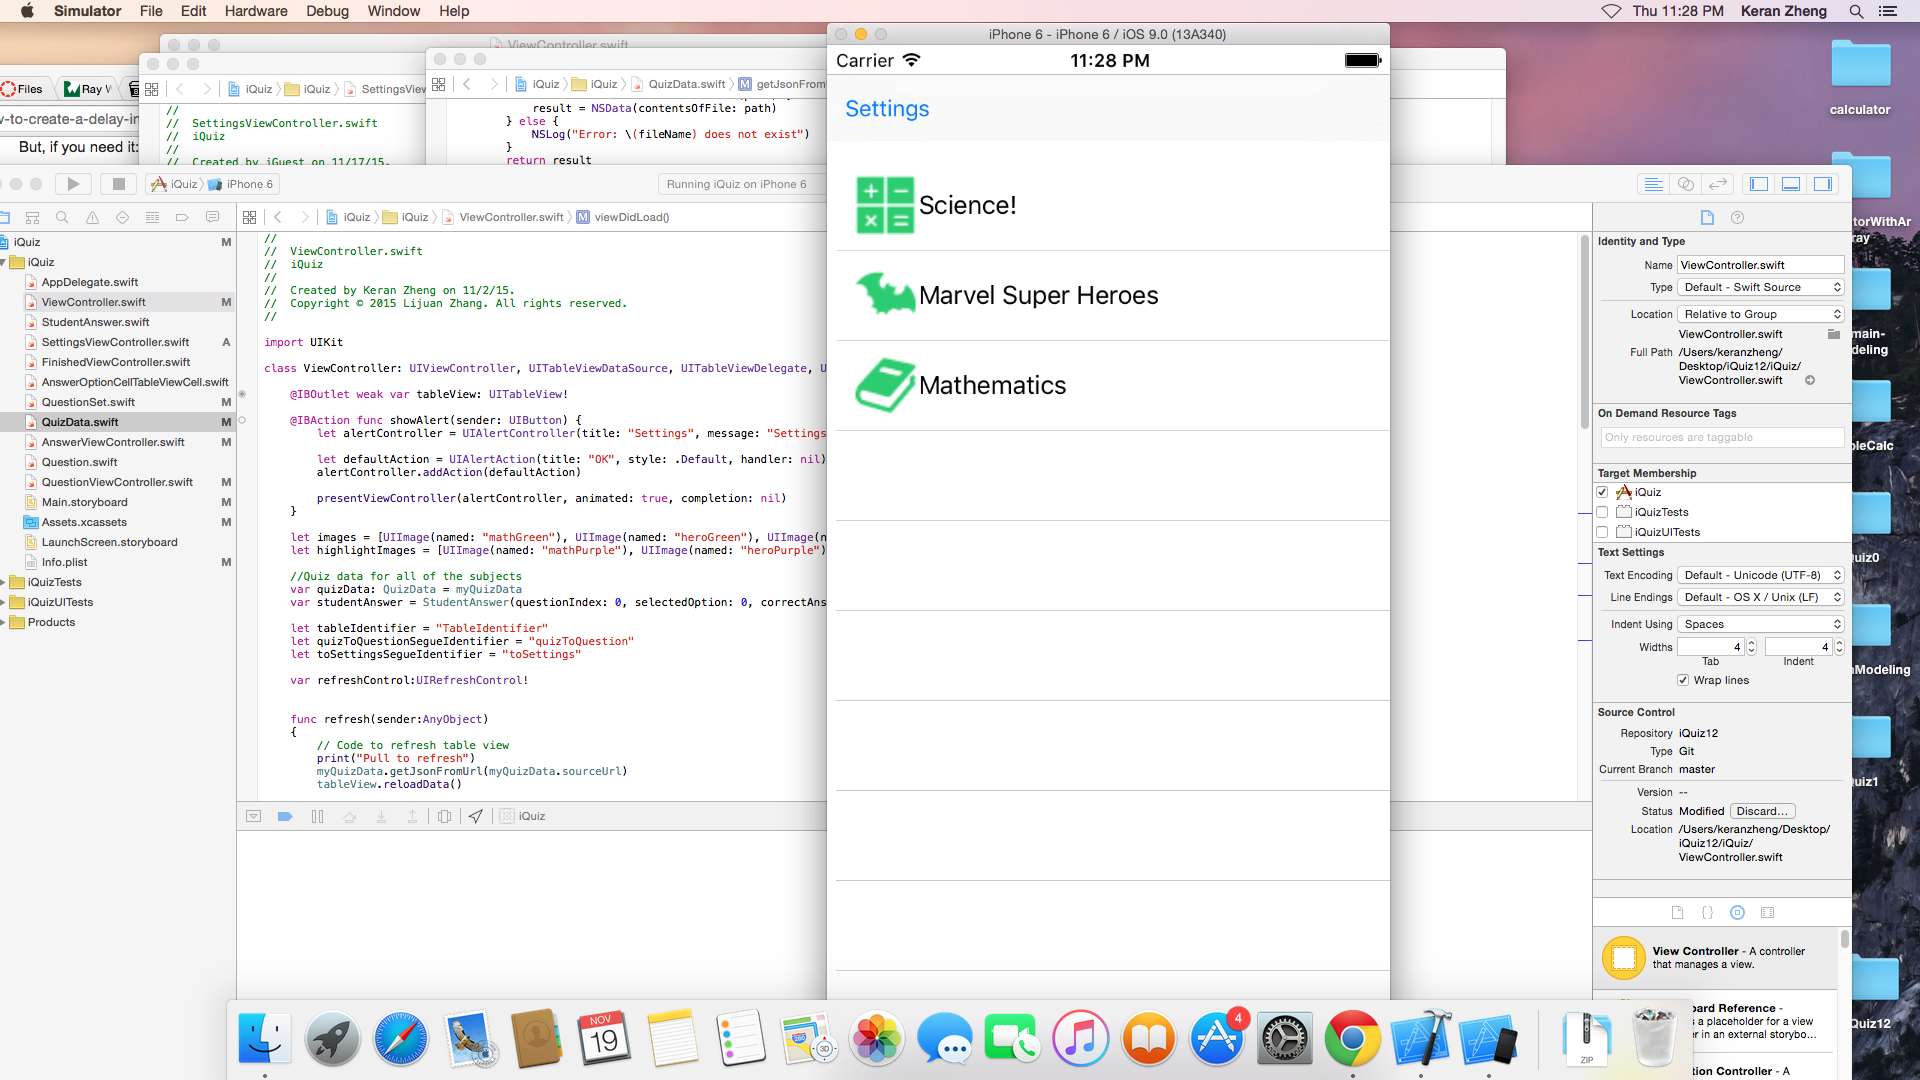 Simulator File Edit Hardware Debug Window Help
Thu 11:28 PM Keran Zheng
ViewController.swift
Files
Ray W
w-to-create-a-delay-in
But, if you need it:
iQuiz iQuiz SettingsView
//
// SettingsViewController.swift
// iQuiz
//
// Created by iGuest on 11/17/15.
iQuiz iQuiz QuizData.swift M getJsonFrom
result = NSData(contentsOfFile: path)
} else {
NSLog("Error: \(fileName) does not exist")
}
return result
iQuiz iPhone 6
Running iQuiz on iPhone 6
iQuiz iQuiz ViewController.swift M viewDidLoad()
iQuiz M
iQuiz
AppDelegate.swift
ViewController.swift M
StudentAnswer.swift
SettingsViewController.swift A
FinishedViewController.swift
AnswerOptionCellTableViewCell.swift
QuestionSet.swift M
QuizData.swift M
AnswerViewController.swift M
Question.swift
QuestionViewController.swift M
Main.storyboard M
Assets.xcassets M
LaunchScreen.storyboard
Info.plist M
iQuizTests
iQuizUITests
Products
//
// ViewController.swift
// iQuiz
//
// Created by Keran Zheng on 11/2/15.
// Copyright © 2015 Lijuan Zhang. All rights reserved.
//
import UIKit
class ViewController: UIViewController, UITableViewDataSource, UITableViewDelegate, U
@IBOutlet weak var tableView: UITableView!
@IBAction func showAlert(sender: UIButton) {
let alertController = UIAlertController(title: "Settings", message: "Settings
let defaultAction = UIAlertAction(title: "OK", style: .Default, handler: nil)
alertController.addAction(defaultAction)
presentViewController(alertController, animated: true, completion: nil)
}
let images = [UIImage(named: "mathGreen"), UIImage(named: "heroGreen"), UIImage(n
let highlightImages = [UIImage(named: "mathPurple"), UIImage(named: "heroPurple")
//Quiz data for all of the subjects
var quizData: QuizData = myQuizData
var studentAnswer = StudentAnswer(questionIndex: 0, selectedOption: 0, correctAns
let tableIdentifier = "TableIdentifier"
let quizToQuestionSegueIdentifier = "quizToQuestion"
let toSettingsSegueIdentifier = "toSettings"
var refreshControl:UIRefreshControl!
func refresh(sender:AnyObject)
{
// Code to refresh table view
print("Pull to refresh")
myQuizData.getJsonFromUrl(myQuizData.sourceUrl)
tableView.reloadData()
iQuiz
iPhone 6 - iPhone 6 / iOS 9.0 (13A340)
Carrier 11:28 PM
Settings
Science!
Marvel Super Heroes
Mathematics
Identity and Type
Name ViewController.swift
Type Default - Swift Source
Location Relative to Group
ViewController.swift
Full Path /Users/keranzheng/
Desktop/iQuiz12/iQuiz/
ViewController.swift
On Demand Resource Tags
Only resources are taggable
Target Membership
iQuiz
iQuizTests
iQuizUITests
Text Settings
Text Encoding Default - Unicode (UTF-8)
Line Endings Default - OS X / Unix (LF)
Indent Using Spaces
Widths 4 4
Tab Indent
Wrap lines
Source Control
Repository iQuiz12
Type Git
Current Branch master
Version --
Status Modified Discard...
Location /Users/keranzheng/Desktop/
iQuiz12/iQuiz/
ViewController.swift
View Controller - A controller
that manages a view.
board Reference -
s a placeholder for a view
r in an external storybo...
tion Controller - A
calculator
torWithAr
ray
main-
deling
bleCalc
Quiz0
nModeling
Quiz1
Quiz12
NOV
19
280
3D
4
ZIP